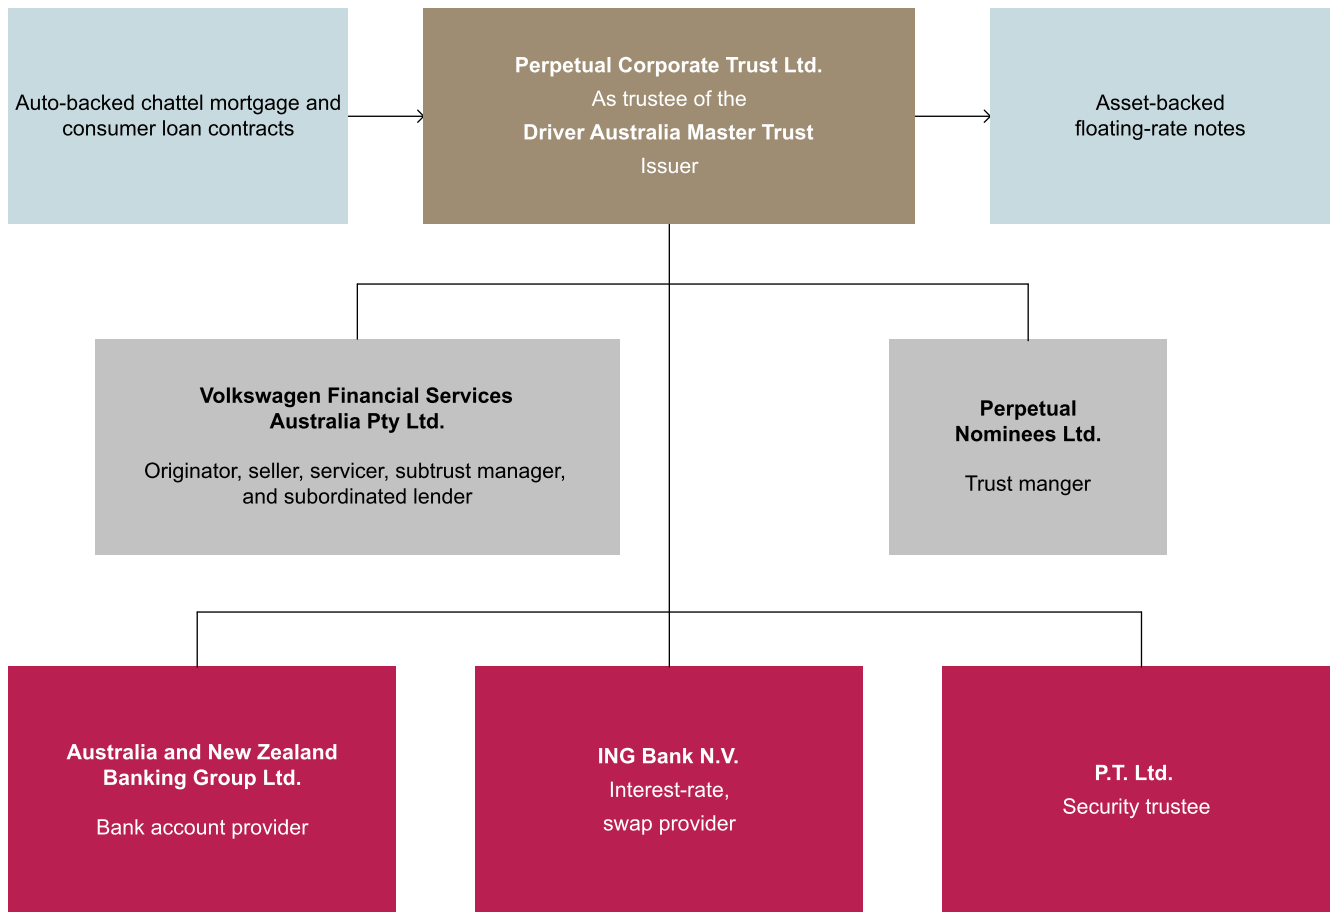 Auto-backed chattel mortgage and
consumer loan contracts
Perpetual Corporate Trust Ltd.
As trustee of the
Driver Australia Master Trust
Issuer
Asset-backed
floating-rate notes
Volkswagen Financial Services
Australia Pty Ltd.
Originator, seller, servicer, subtrust manager,
and subordinated lender
Perpetual
Nominees Ltd.
Trust manger
Australia and New Zealand
Banking Group Ltd.
Bank account provider
ING Bank N.V.
Interest-rate,
swap provider
P.T. Ltd.
Security trustee